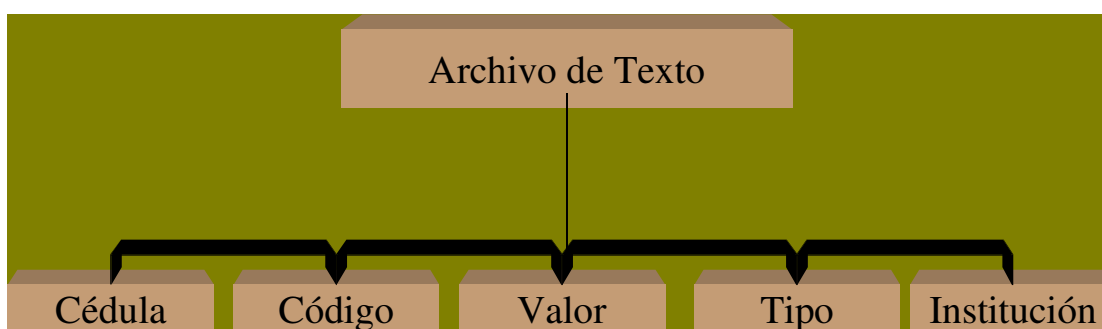 Archivo de Texto
Cédula
Código
Valor
Tipo
Institución